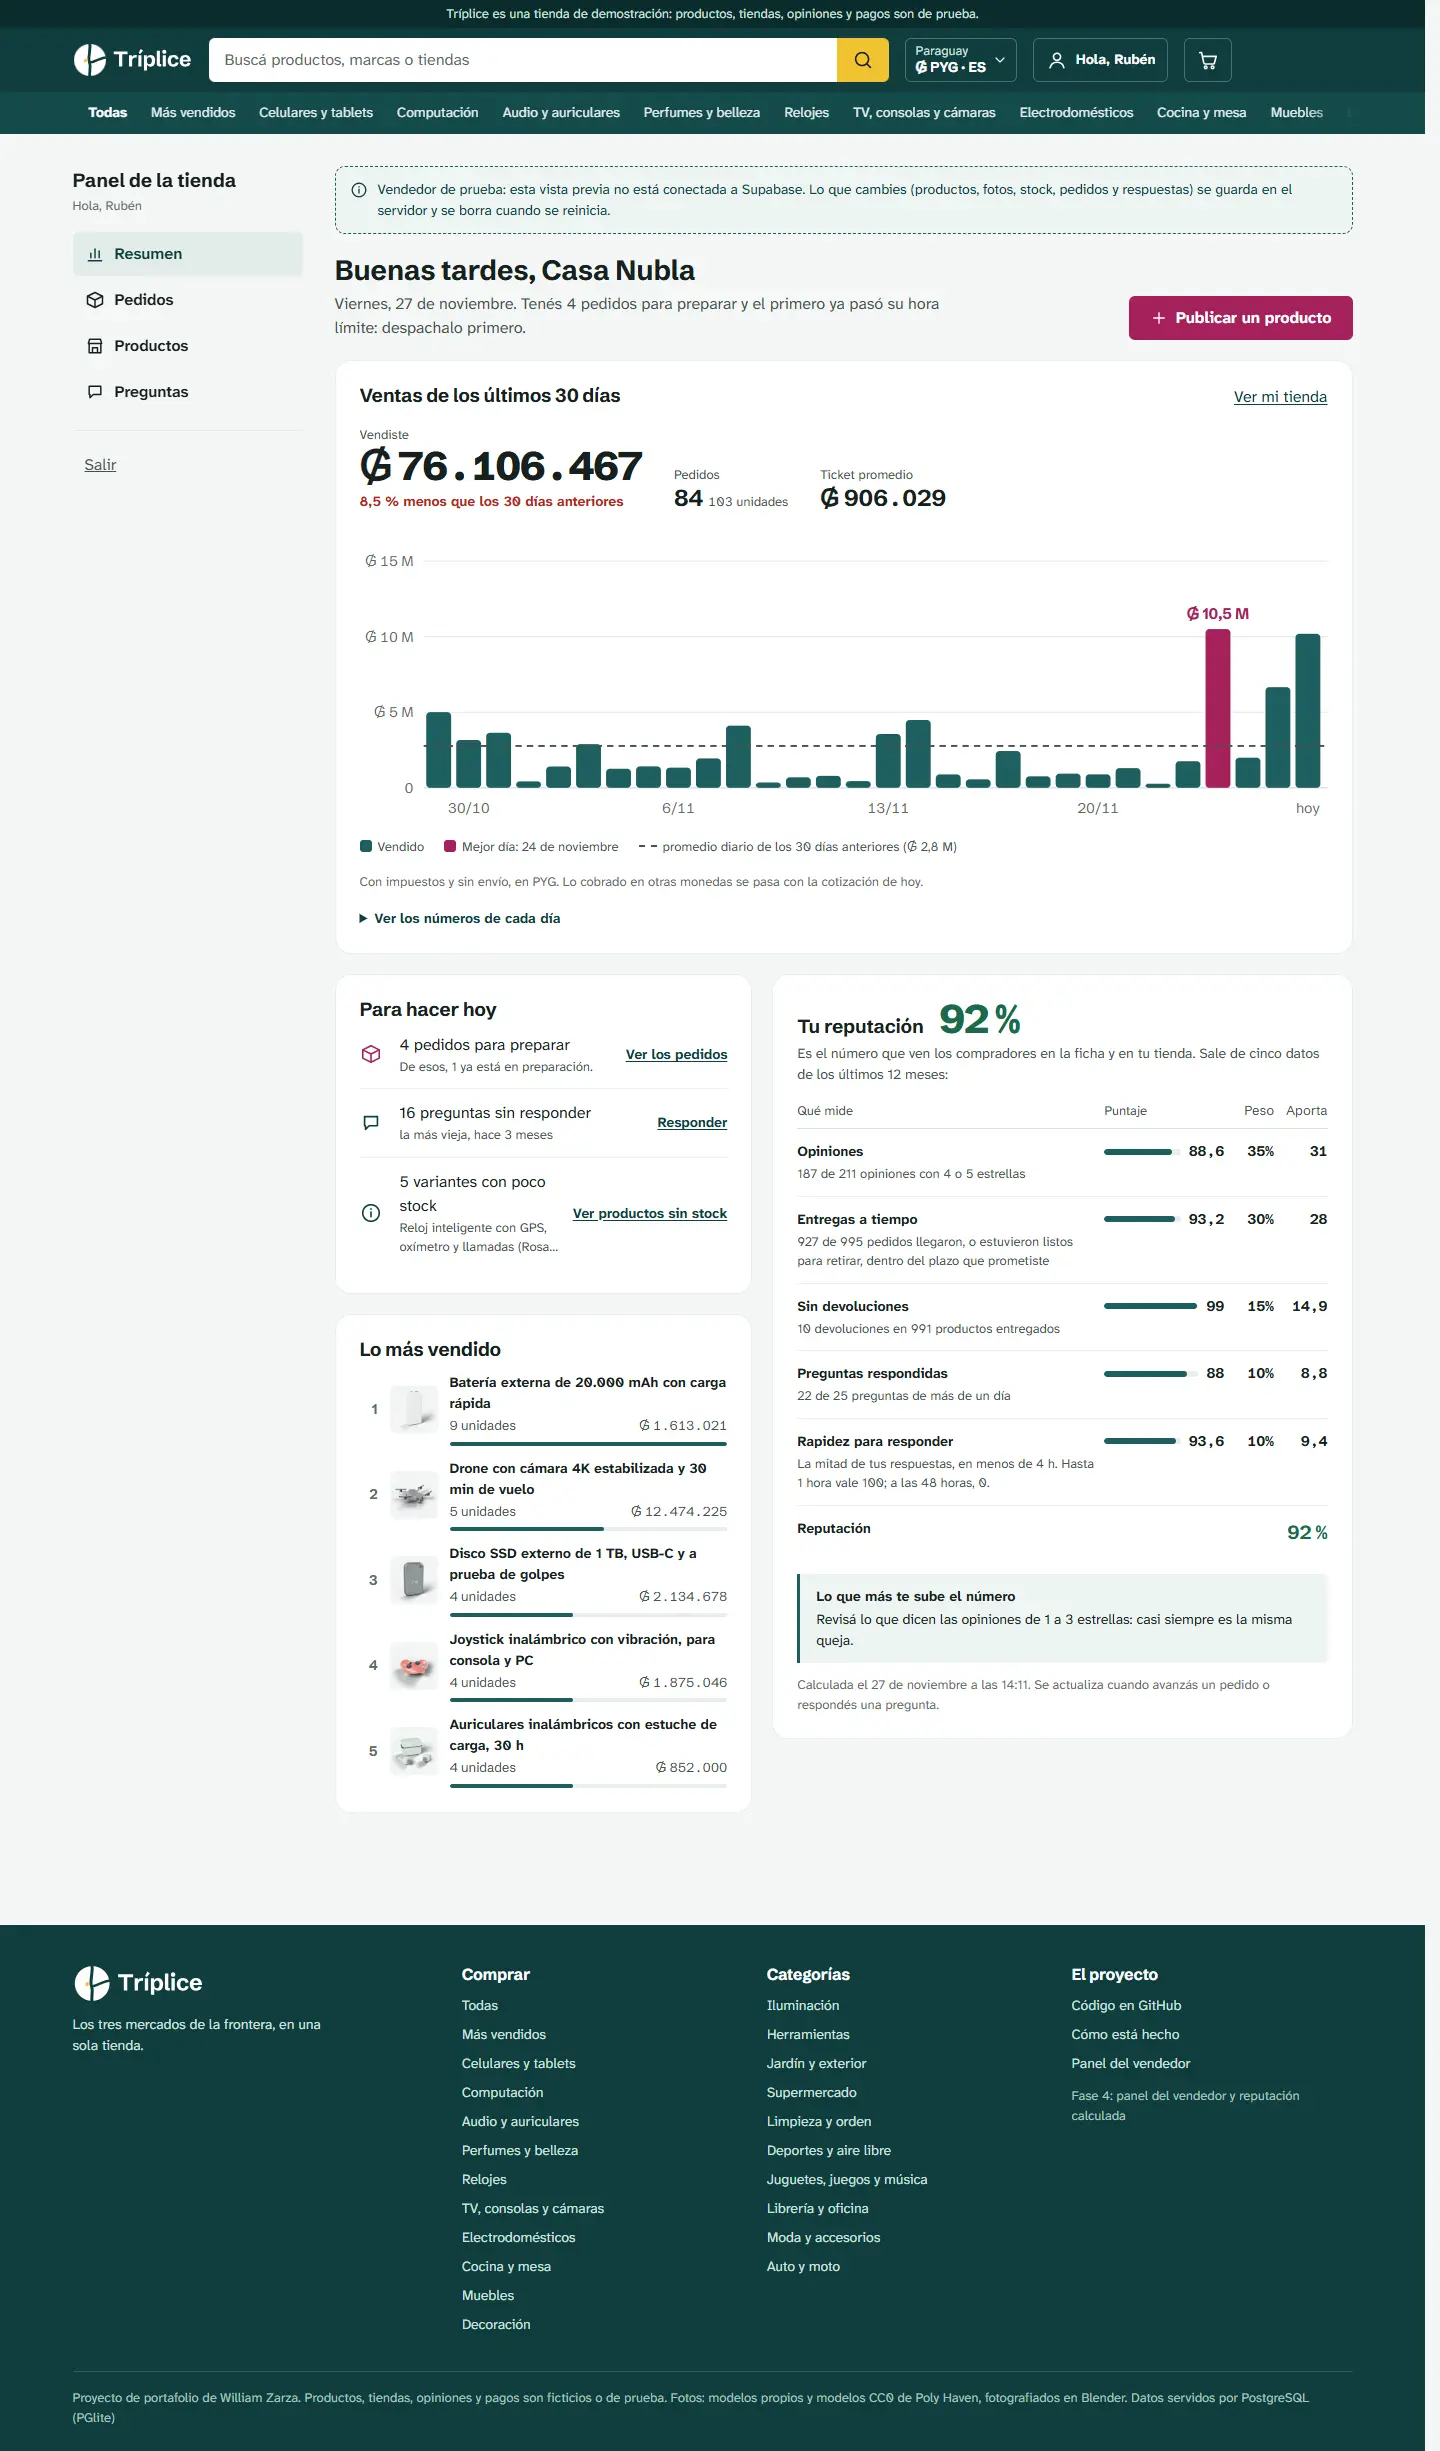 Tríplice es una tienda de demostración: productos, tiendas, opiniones y pagos son de prueba.
Tríplice
Buscá productos, marcas o tiendas
Paraguay
₲ PYG · ES
Hola, Rubén
Todas
Más vendidos
Celulares y tablets
Computación
Audio y auriculares
Perfumes y belleza
Relojes
TV, consolas y cámaras
Electrodomésticos
Cocina y mesa
Muebles
Panel de la tienda
Hola, Rubén
Resumen
Pedidos
Productos
Preguntas
Salir
Vendedor de prueba: esta vista previa no está conectada a Supabase. Lo que cambies (productos, fotos, stock, pedidos y respuestas) se guarda en el
servidor y se borra cuando se reinicia.
Buenas tardes, Casa Nubla
Viernes, 27 de noviembre. Tenés 4 pedidos para preparar y el primero ya pasó su hora
límite: despachalo primero.
Publicar un producto
Ventas de los últimos 30 días
Ver mi tienda
Vendiste
₲ 76.106.467
8,5 % menos que los 30 días anteriores
Pedidos
84 103 unidades
Ticket promedio
₲ 906.029
₲ 15 M
₲ 10 M
₲ 5 M
0
₲ 10,5 M
30/10
6/11
13/11
20/11
hoy
Vendido
Mejor día: 24 de noviembre
promedio diario de los 30 días anteriores (₲ 2,8 M)
Con impuestos y sin envío, en PYG. Lo cobrado en otras monedas se pasa con la cotización de hoy.
Ver los números de cada día
Para hacer hoy
4 pedidos para preparar
De esos, 1 ya está en preparación.
Ver los pedidos
16 preguntas sin responder
la más vieja, hace 3 meses
Responder
5 variantes con poco
stock
Reloj inteligente con GPS,
oxímetro y llamadas (Rosa…
Ver productos sin stock
Lo más vendido
1
Batería externa de 20.000 mAh con carga
rápida
9 unidades
₲ 1.613.021
2
Drone con cámara 4K estabilizada y 30
min de vuelo
5 unidades
₲ 12.474.225
3
Disco SSD externo de 1 TB, USB-C y a
prueba de golpes
4 unidades
₲ 2.134.678
4
Joystick inalámbrico con vibración, para
consola y PC
4 unidades
₲ 1.875.046
5
Auriculares inalámbricos con estuche de
carga, 30 h
4 unidades
₲ 852.000
Tu reputación 92 %
Es el número que ven los compradores en la ficha y en tu tienda. Sale de cinco datos
de los últimos 12 meses:
Qué mide
Puntaje
Peso
Aporta
Opiniones
88,6
35%
31
187 de 211 opiniones con 4 o 5 estrellas
Entregas a tiempo
93,2
30%
28
927 de 995 pedidos llegaron, o estuvieron listos
para retirar, dentro del plazo que prometiste
Sin devoluciones
99
15%
14,9
10 devoluciones en 991 productos entregados
Preguntas respondidas
88
10%
8,8
22 de 25 preguntas de más de un día
Rapidez para responder
93,6
10%
9,4
La mitad de tus respuestas, en menos de 4 h. Hasta
1 hora vale 100; a las 48 horas, 0.
Reputación
92 %
Lo que más te sube el número
Revisá lo que dicen las opiniones de 1 a 3 estrellas: casi siempre es la misma
queja.
Calculada el 27 de noviembre a las 14:11. Se actualiza cuando avanzás un pedido o
respondés una pregunta.
Tríplice
Los tres mercados de la frontera, en una
sola tienda.
Comprar
Todas
Más vendidos
Celulares y tablets
Computación
Audio y auriculares
Perfumes y belleza
Relojes
TV, consolas y cámaras
Electrodomésticos
Cocina y mesa
Muebles
Decoración
Categorías
Iluminación
Herramientas
Jardín y exterior
Supermercado
Limpieza y orden
Deportes y aire libre
Juguetes, juegos y música
Librería y oficina
Moda y accesorios
Auto y moto
El proyecto
Código en GitHub
Cómo está hecho
Panel del vendedor
Fase 4: panel del vendedor y reputación
calculada
Proyecto de portafolio de William Zarza. Productos, tiendas, opiniones y pagos son ficticios o de prueba. Fotos: modelos propios y modelos CC0 de Poly Haven, fotografiados en Blender. Datos servidos por PostgreSQL
(PGlite)